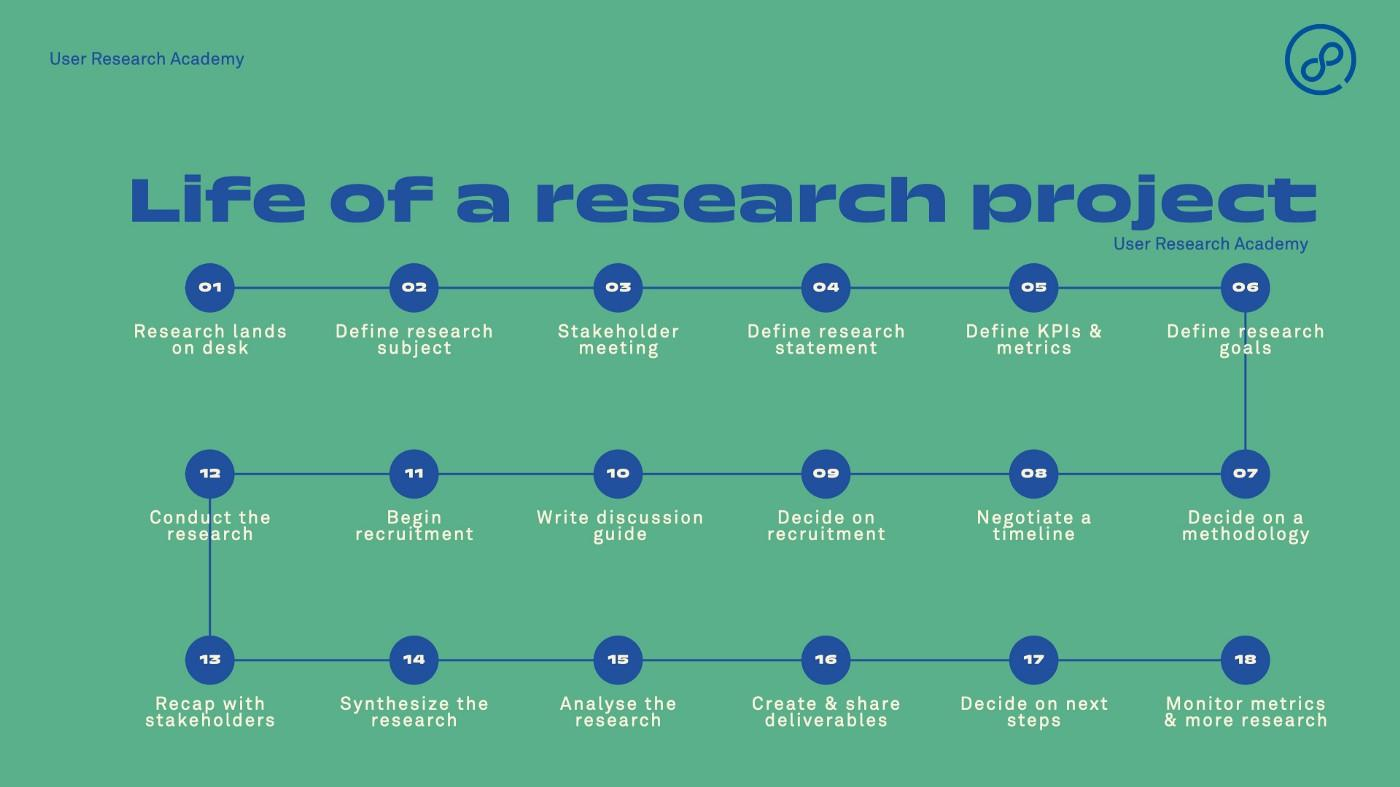 User Research Academy
Life of a research project
User Research Academy
01
Research lands
on desk
02
Define research
subject
03
Stakeholder
meeting
04
Define research
statement
05
Define KPIs &
metrics
06
Define research
goals
07
Decide on a
methodology
08
Negotiate a
timeline
09
Decide on
recruitment
10
Write discussion
guide
11
Begin
recruitment
12
Conduct the
research
13
Recap with
stakeholders
14
Synthesize the
research
15
Analyse the
research
16
Create & share
deliverables
17
Decide on next
steps
18
Monitor metrics
& more research